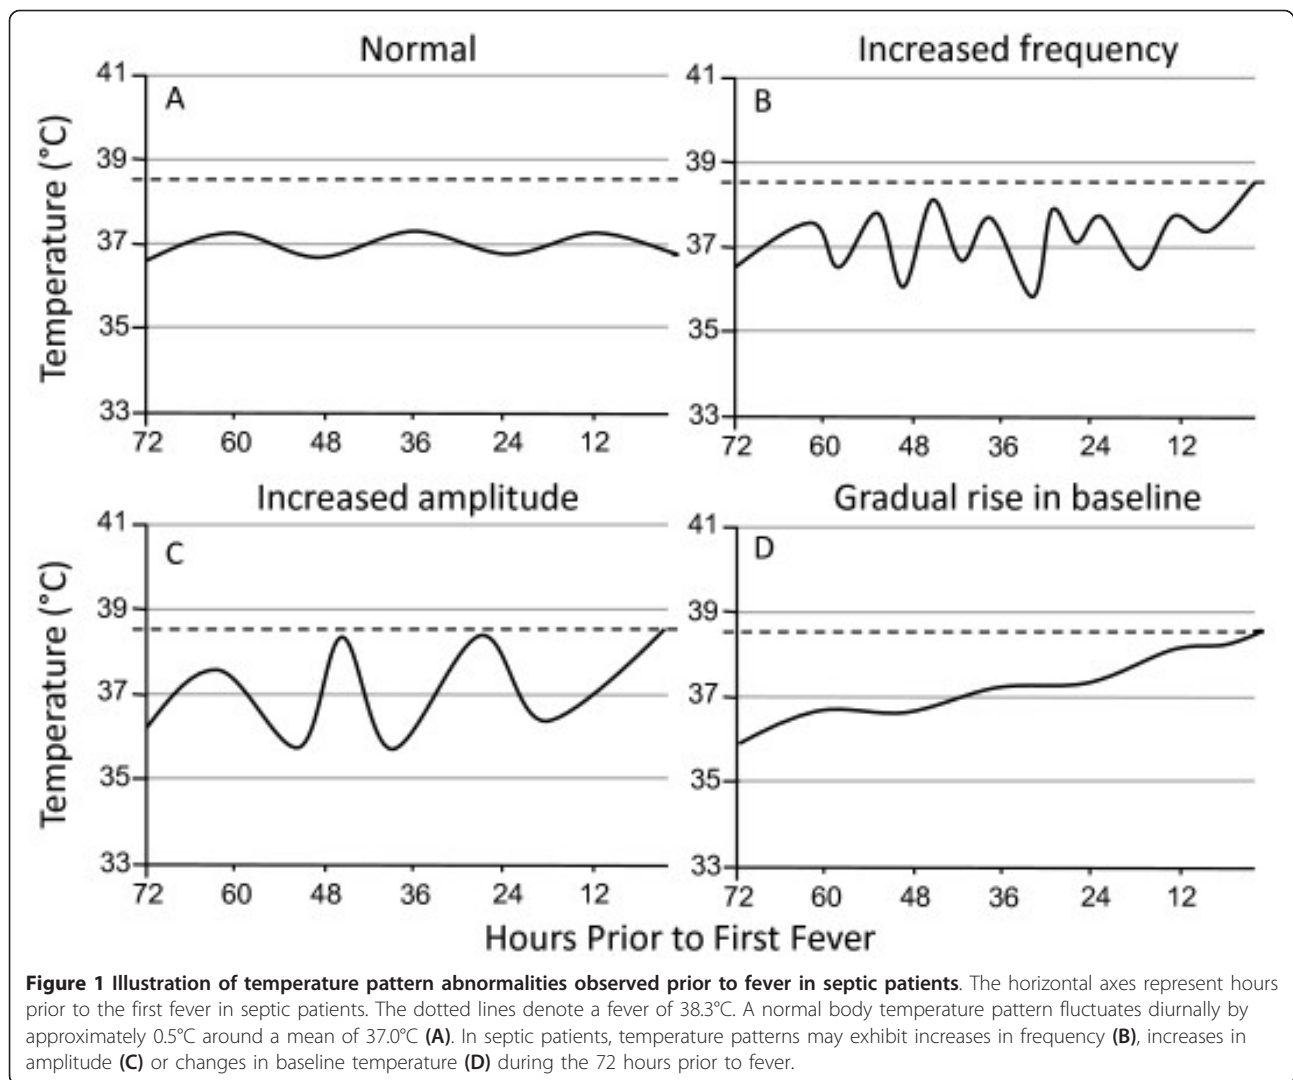 Normal
Increased frequency
41
39
37
35
33
A
72 60 48 36 24 12
Temperature (°C)
41
39
37
35
33
B
72 60 48 36 24 12
Increased amplitude
Gradual rise in baseline
41
39
37
35
33
C
72 60 48 36 24 12
Temperature (°C)
41
39
37
35
33
D
72 60 48 36 24 12
Hours Prior to First Fever
Figure 1 Illustration of temperature pattern abnormalities observed prior to fever in septic patients. The horizontal axes represent hours
prior to the first fever in septic patients. The dotted lines denote a fever of 38.3°C. A normal body temperature pattern fluctuates diurnally by
approximately 0.5°C around a mean of 37.0°C (A). In septic patients, temperature patterns may exhibit increases in frequency (B), increases in
amplitude (C) or changes in baseline temperature (D) during the 72 hours prior to fever.